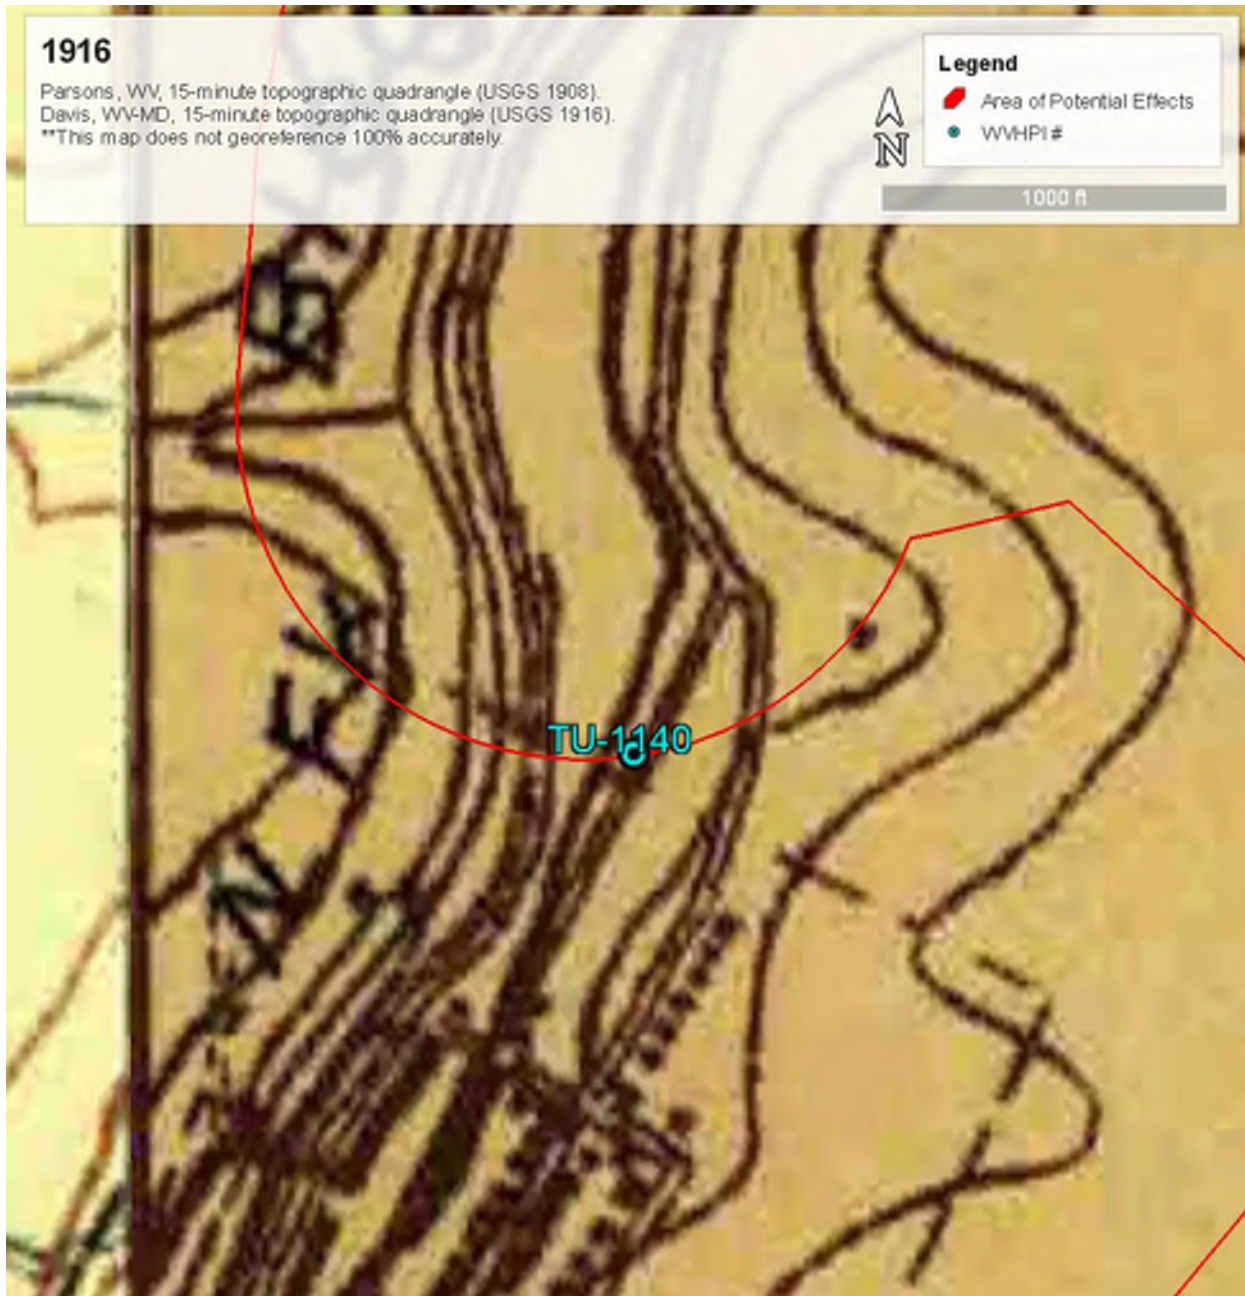 1916
Parsons, WV, 15-minute topographic quadrangle (USGS 1908).
Davis, WV-MD, 15-minute topographic quadrangle (USGS 1916).
**This map does not georeference 100% accurately.
N
Legend
Area of Potential Effects
WVHPI #
1000 ft
TU-1140